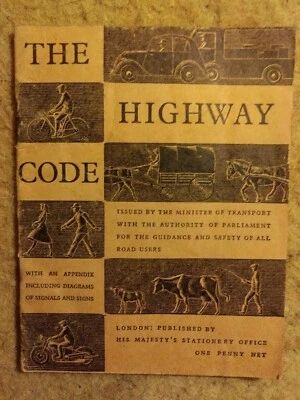 THE
HIGHWAY
CODE
ISSUED BY THE MINISTER OF TRANSPORT
WITH THE AUTHORITY OF PARLIAMENT
FOR THE GUIDANCE AND SAFETY OF ALL
ROAD USERS
WITH AN APPENDIX
INCLUDING DIAGRAMS
OF SIGNALS AND SIGNS
LONDON: PUBLISHED BY
HIS MAJESTY'S STATIONERY OFFICE
ONE PENNY NET